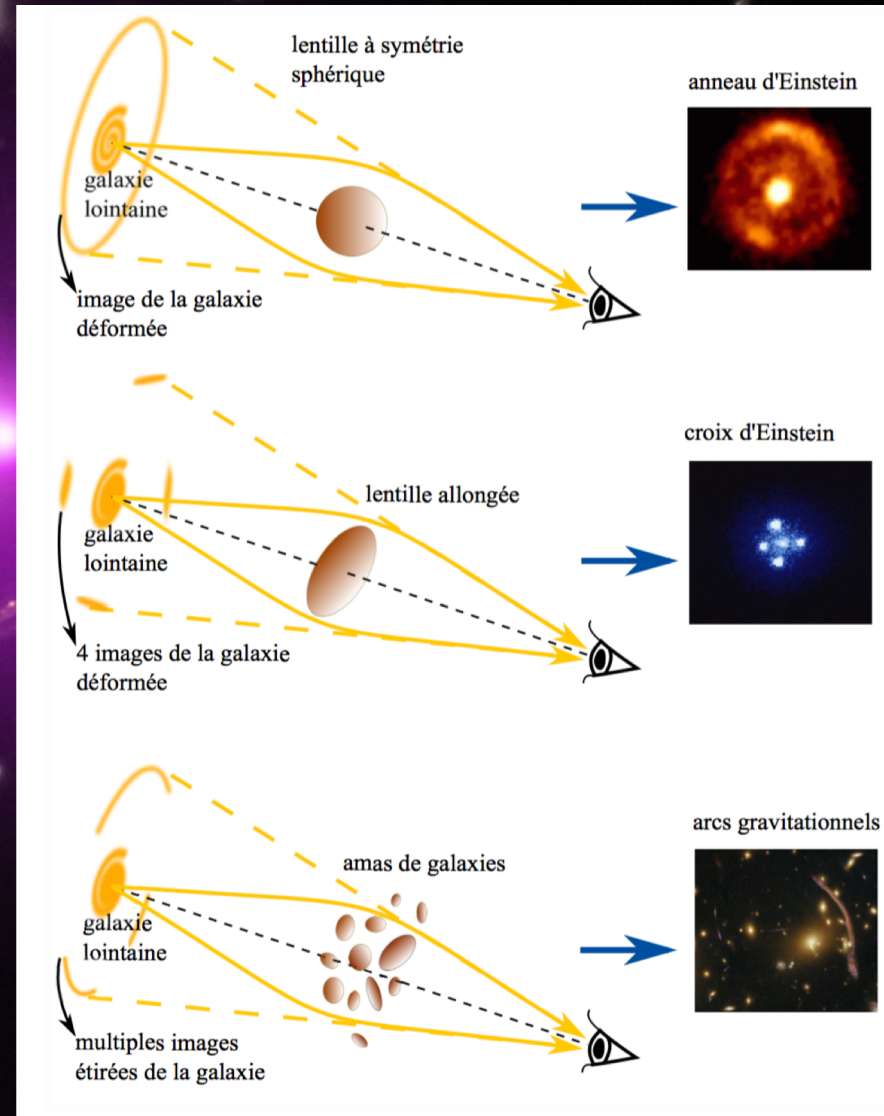 lentille à symétrie
sphérique
anneau d'Einstein
galaxie
lointaine
image de la galaxie
déformée
croix d'Einstein
lentille allongée
galaxie
lointaine
4 images de la galaxie
déformée
arcs gravitationnels
amas de galaxies
galaxie
lointaine
multiples images
étirées de la galaxie